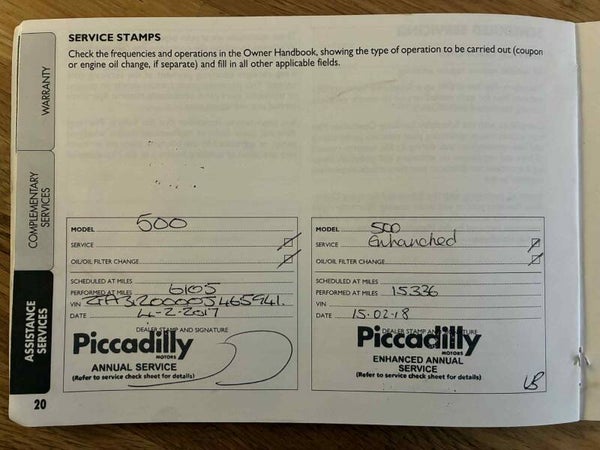 SERVICE STAMPS
Check the frequencies and operations in the Owner Handbook, showing the type of operation to be carried out (coupon
or engine oil change, if separate) and fill in all other applicable fields.
WARRANTY
COMPLEMENTARY
SERVICES
ASSISTANCE
SERVICES
MODEL 500
SERVICE
OIL/OIL FILTER CHANGE
SCHEDULED AT MILES
PERFORMED AT MILES 6105
VIN
DATE 4-2-2017
DEALER STAMP AND SIGNATURE
Piccadilly
MOTORS
ANNUAL SERVICE
(Refer to service check sheet for details)
MODEL 500
SERVICE Enhanched
OIL/OIL FILTER CHANGE
SCHEDULED AT MILES
PERFORMED AT MILES 15336
VIN
DATE 15-02-18
DEALER STAMP AND SIGNATURE
Piccadilly
MOTORS
ENHANCED ANNUAL
SERVICE
(Refer to service check sheet for details)
20